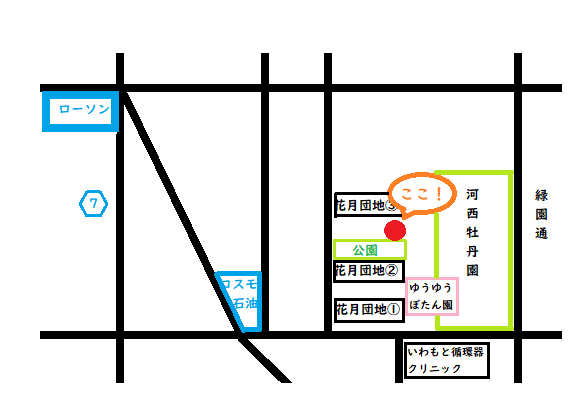 ローソン
7
花月団地③
ここ！
公園
花月団地②
花月団地①
コスモ
石油
河西牡丹園
緑園通
ゆうゆう
ぼたん園
いわもと循環器
クリニック